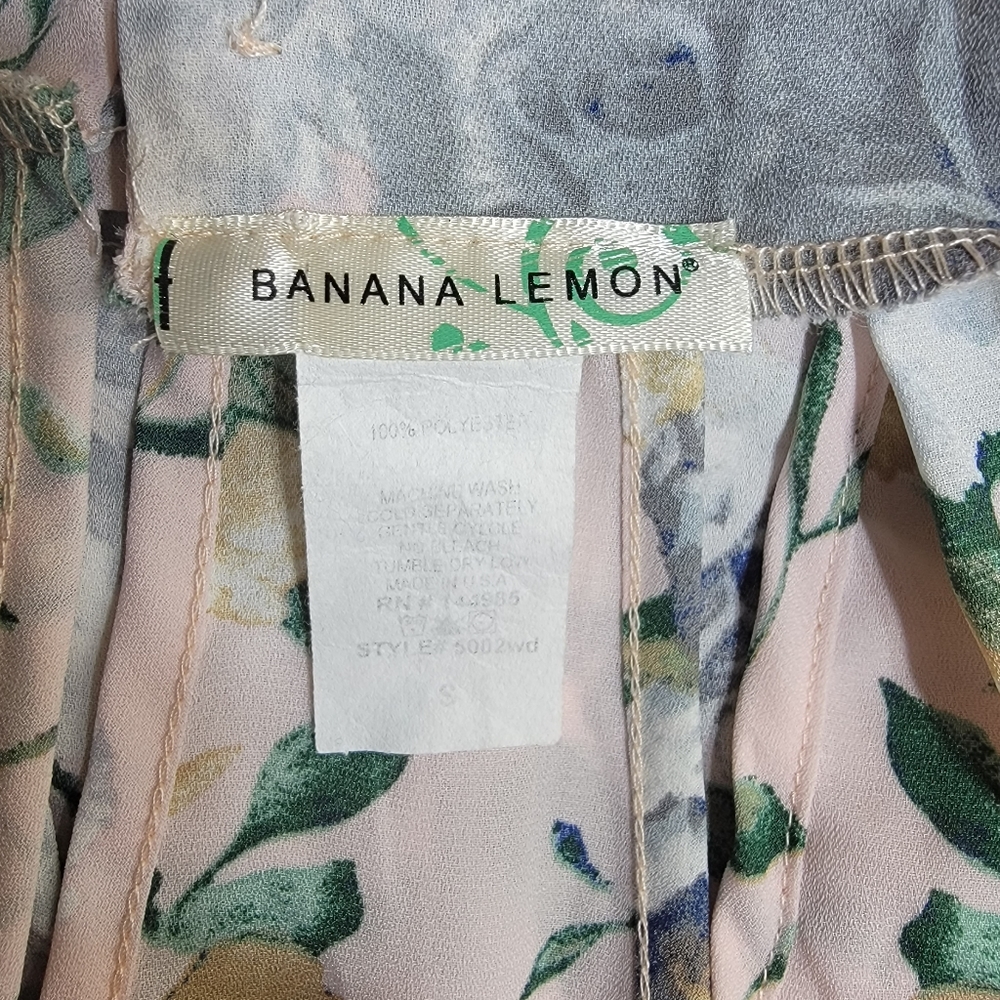 BANANA LEMON®
100% POLYESTER
MACHINE WASH
COLD SEPARATELY
GENTLE CYCLE
NO BLEACH
TUMBLE DRY LOW
MADE IN U.S.A
RN # 144985
STYLE# 5002wd
S